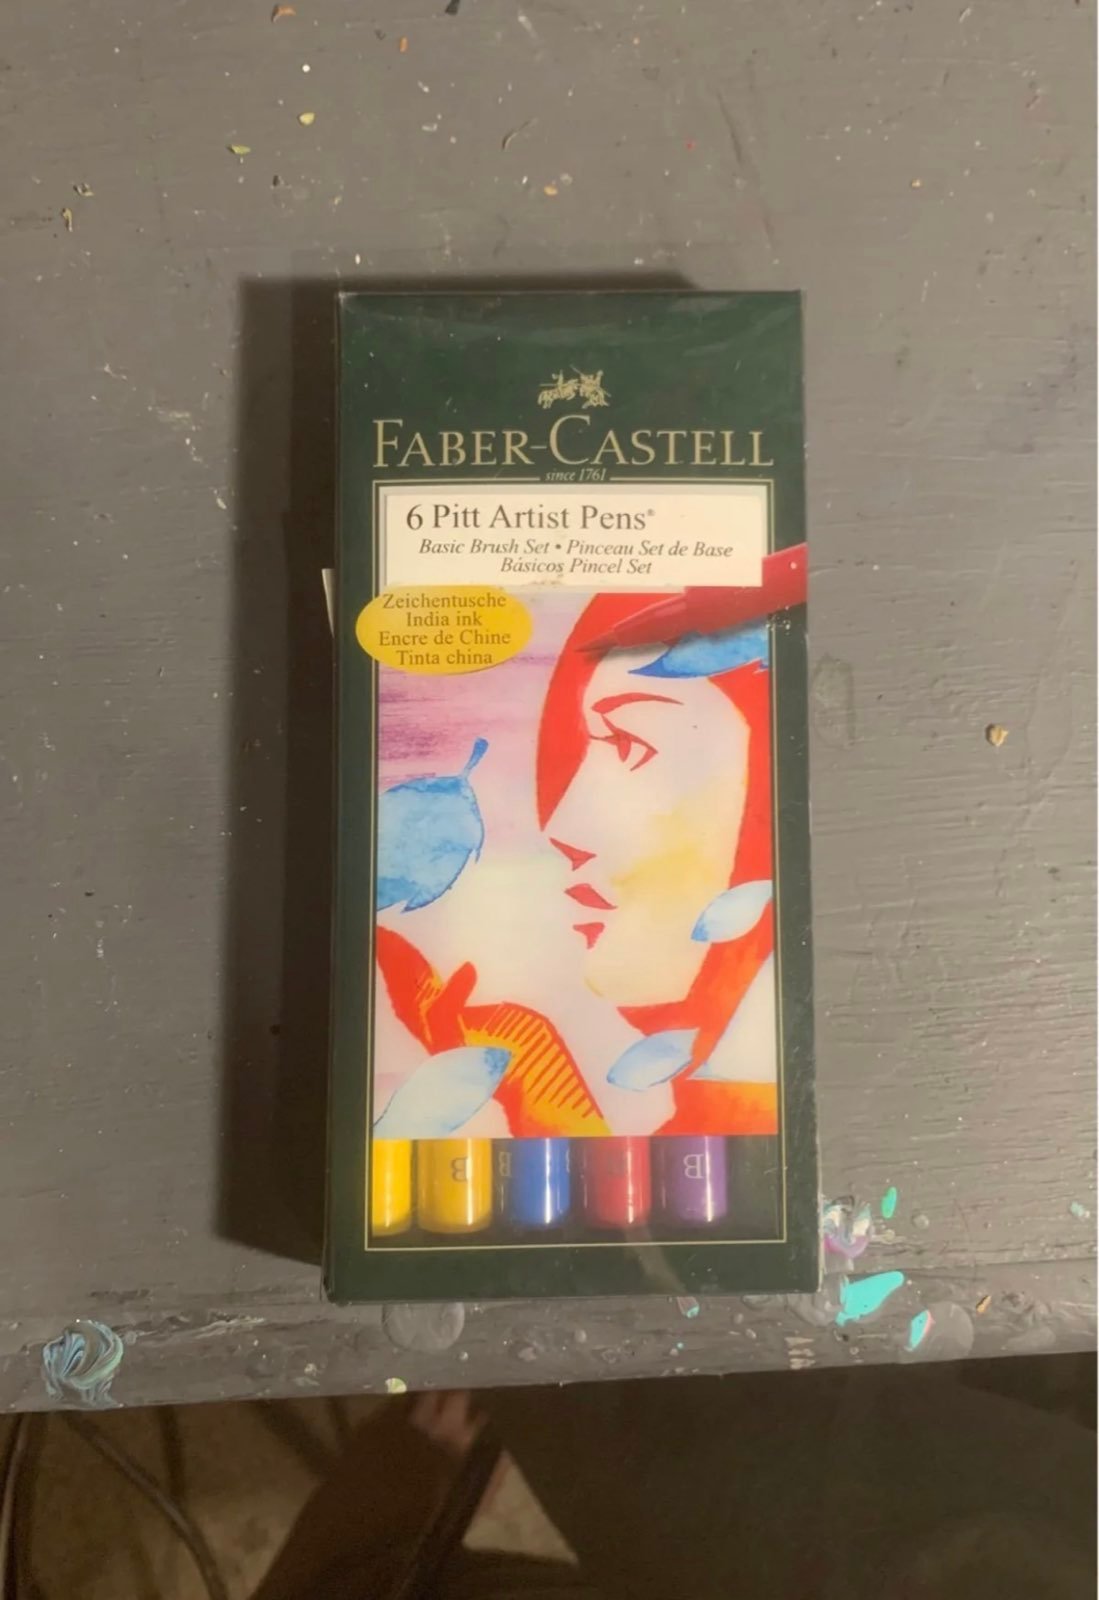 FABER-CASTELL
since 1761
6 Pitt Artist Pens®
Basic Brush Set • Pinceau Set de Base
Básicos Pincel Set
Zeichentusche
India ink
Encre de Chine
Tinta china
B B B B